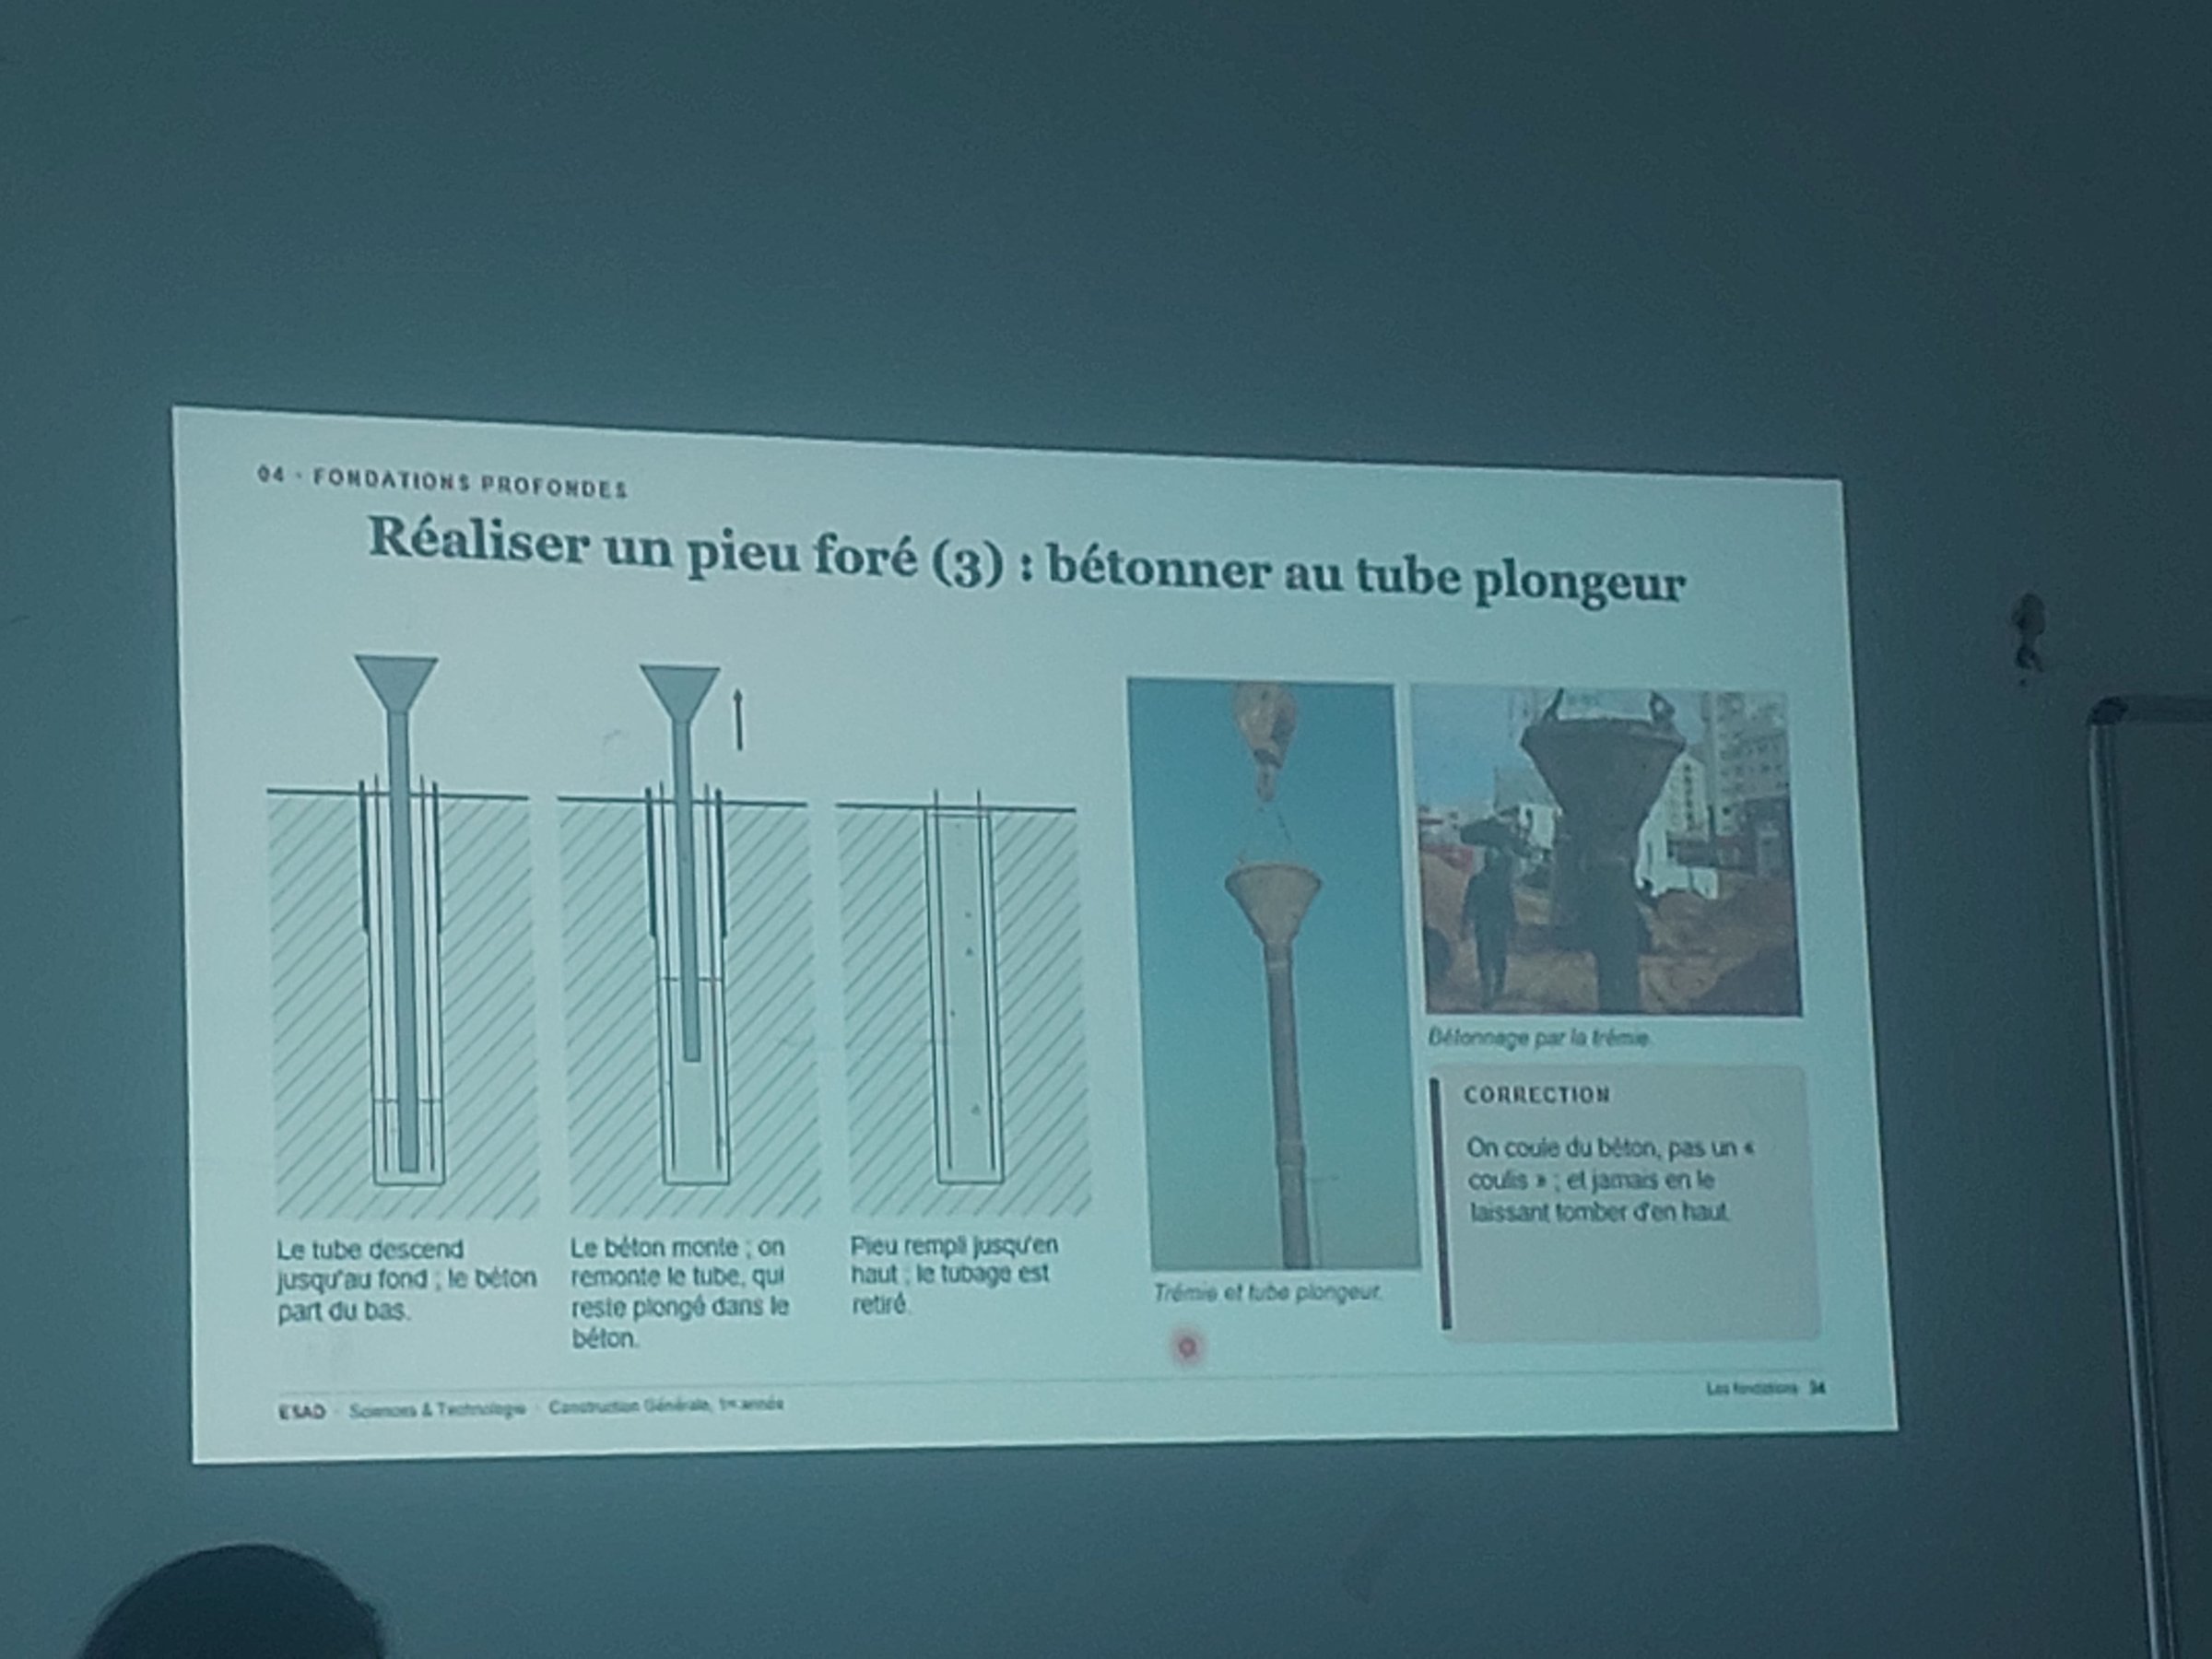 04 · FONDATIONS PROFONDES
Réaliser un pieu foré (3) : bétonner au tube plongeur
Le tube descend
jusqu'au fond ; le béton
part du bas.
Le béton monte ; on
remonte le tube, qui
reste plongé dans le
béton.
Pieu rempli jusqu'en
haut ; le tubage est
retiré.
Trémie et tube plongeur.
Bétonnage par la trémie.
CORRECTION
On coule du béton, pas un «
coulis » ; et jamais en le
laissant tomber d'en haut.
ESAD · Sciences & Technologie · Construction Générale, 1re année
Les fondations 34